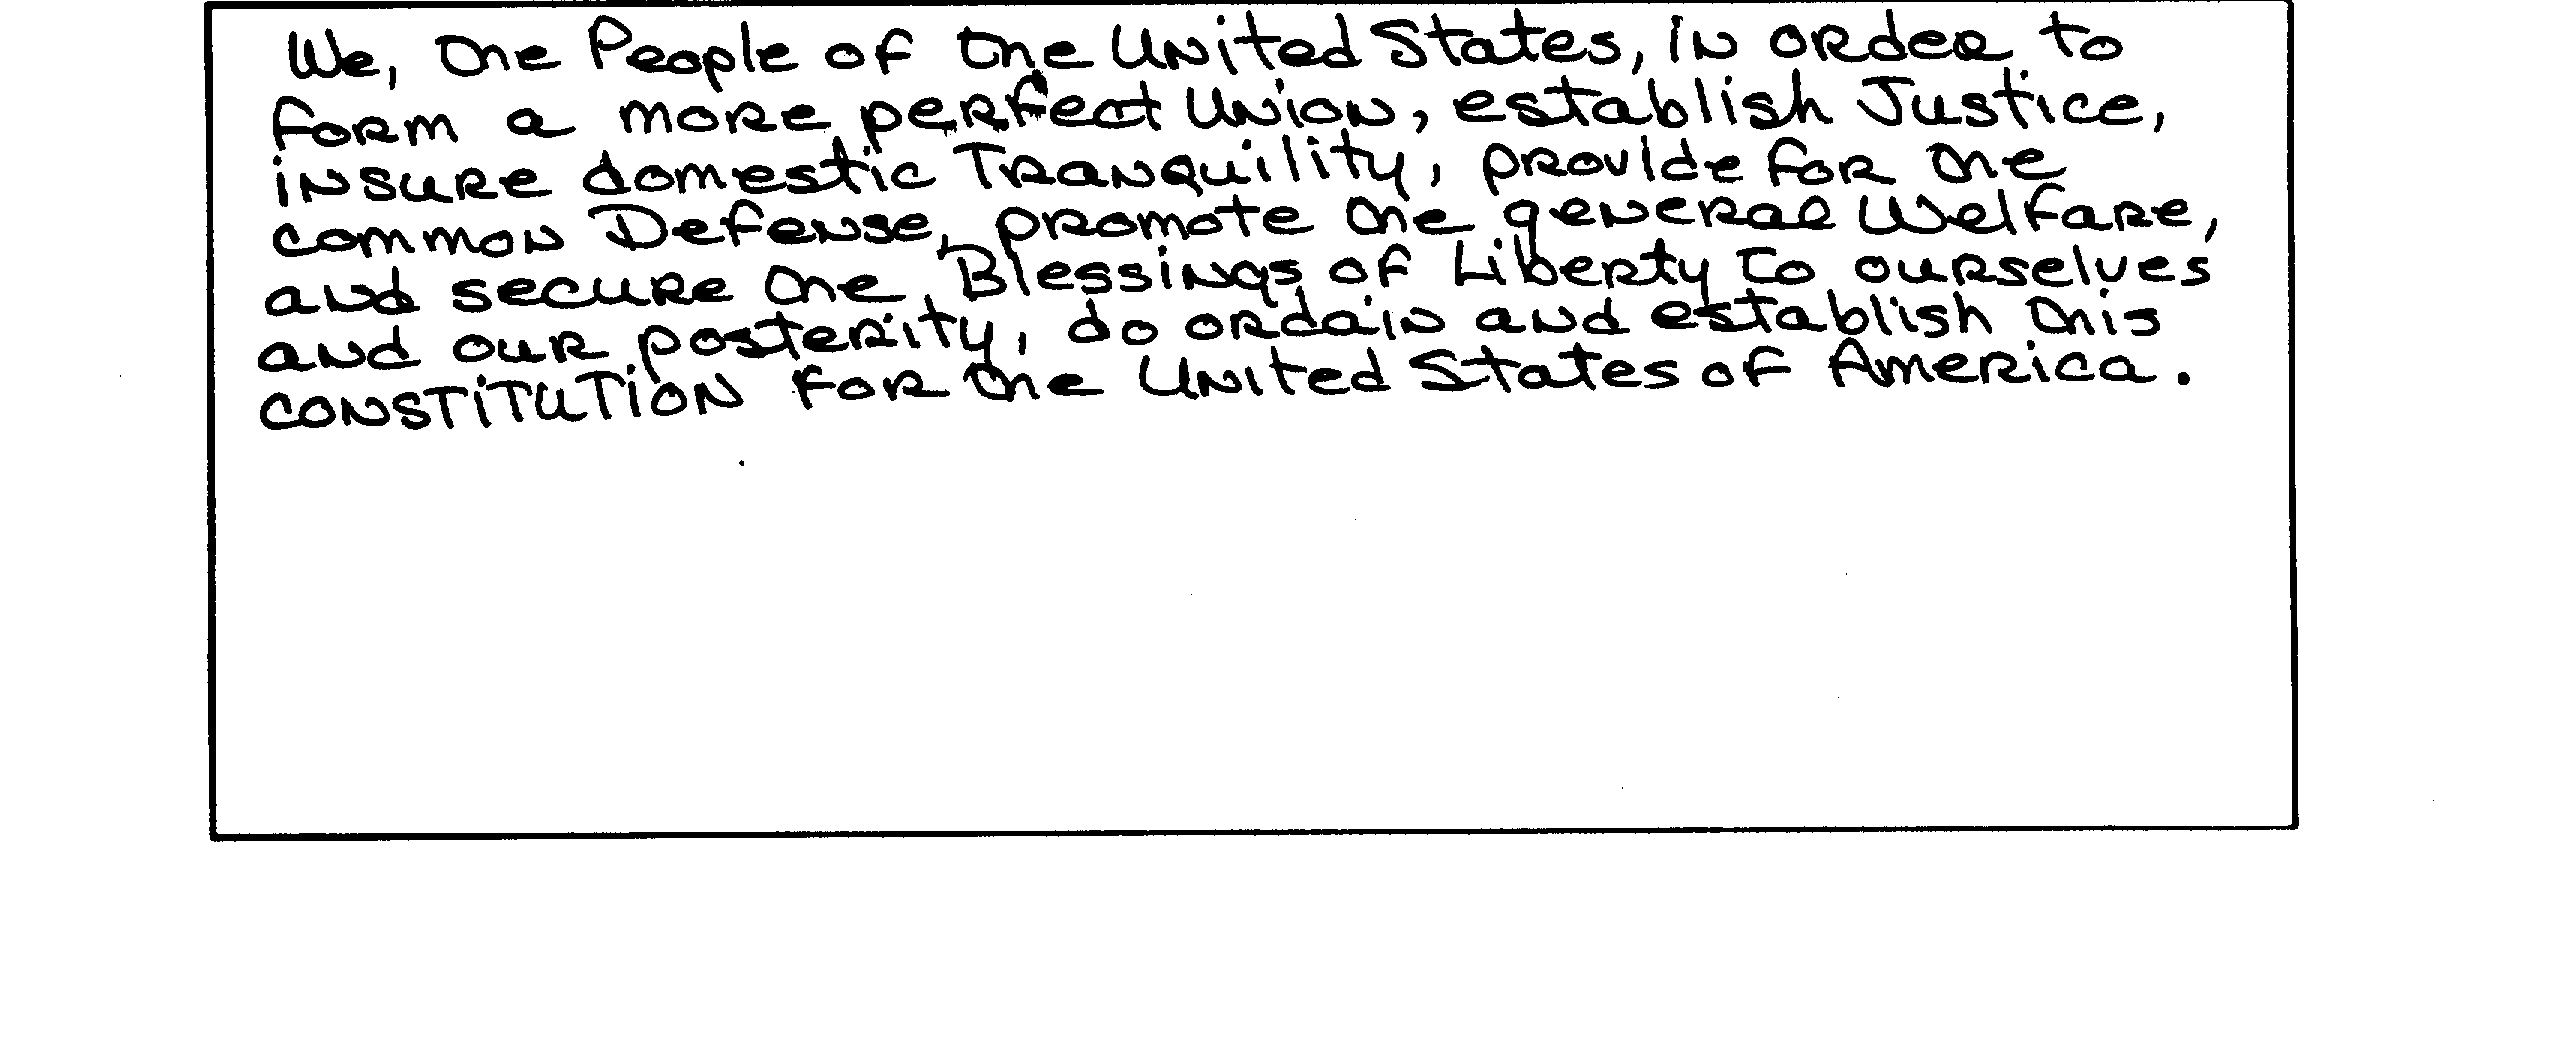 We, the People of the United States, in order to
form a more perfect Union, establish Justice,
insure domestic Tranquility, provide for the
common Defense, promote the general Welfare,
and secure the Blessings of Liberty to ourselves
and our posterity, do ordain and establish this
CONSTITUTION for the United States of America.